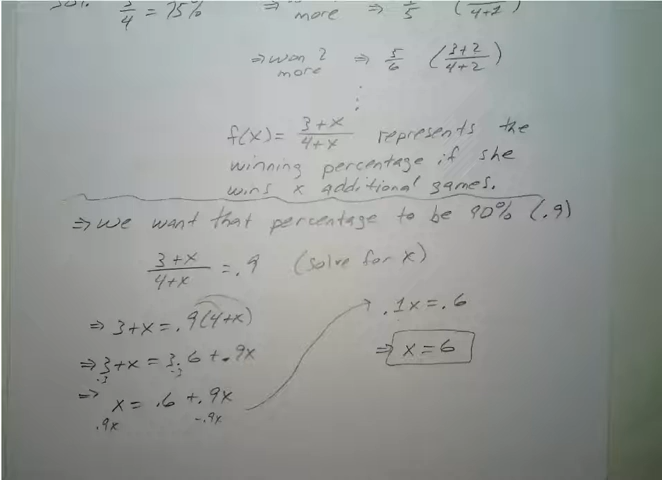 3/4 = 75%
more ⇒ 4/5
⇒ won 2 more ⇒ 5/6 (3+2 / 4+2)
⋮
f(x) = 3+x / 4+x represents the
winning percentage if she
wins x additional games.
⇒ We want that percentage to be 90% (.9)
3+x / 4+x = .9 (solve for x)
⇒ 3+x = .9(4+x)
⇒ 3+x = 3.6 + .9x
-3 -3
⇒ x = .6 + .9x
.9x -.9x
.1x = .6
⇒ x = 6